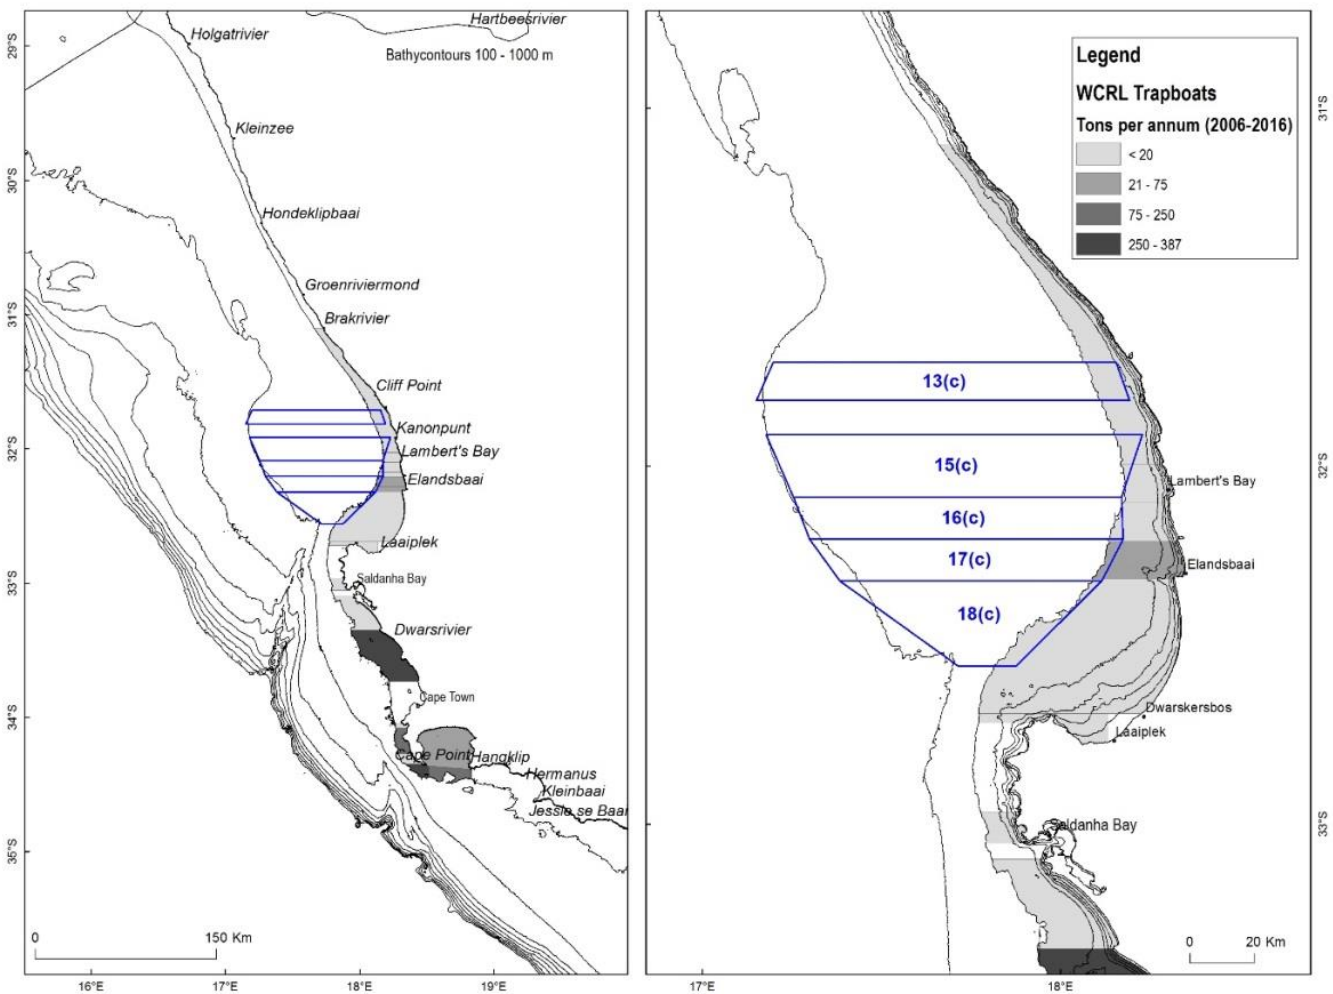 Hartbeesrivier
Holgatrivier
Bathycontours 100 - 1000 m
Kleinzee
Hondeklipbaai
Groenriviermond
Brakrivier
Cliff Point
Kanonpunt
Lambert's Bay
Elandsbaai
Laaiplek
Saldanha Bay
Dwarsrivier
Cape Town
Cape Point
Hangklip
Hermanus
Kleinbaai
Jessie se Baai
29°S
30°S
31°S
32°S
33°S
34°S
35°S
0 150 Km
16°E 17°E 18°E 19°E
Legend
WCRL Trapboats
Tons per annum (2006-2016)
< 20
21 - 75
75 - 250
250 - 387
13(c)
15(c)
16(c)
17(c)
18(c)
Lambert's Bay
Elandsbaai
Dwarskersbos
Laaiplek
Saldanha Bay
31°S
32°S
33°S
0 20 Km
17°E 18°E